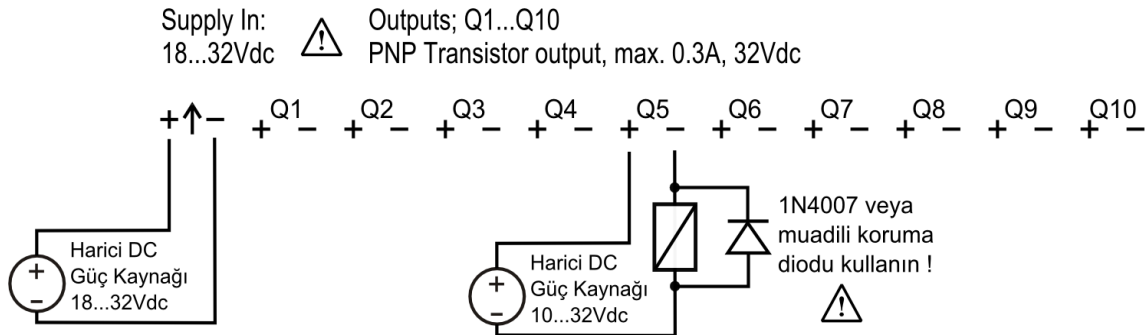 Supply In:
18...32Vdc
Outputs; Q1...Q10
PNP Transistor output, max. 0.3A, 32Vdc
+ ↑ − + Q1 − + Q2 − + Q3 − + Q4 − + Q5 − + Q6 − + Q7 − + Q8 − + Q9 − + Q10 −
Harici DC
Güç Kaynağı
18...32Vdc
Harici DC
Güç Kaynağı
10...32Vdc
1N4007 veya
muadili koruma
diodu kullanın !